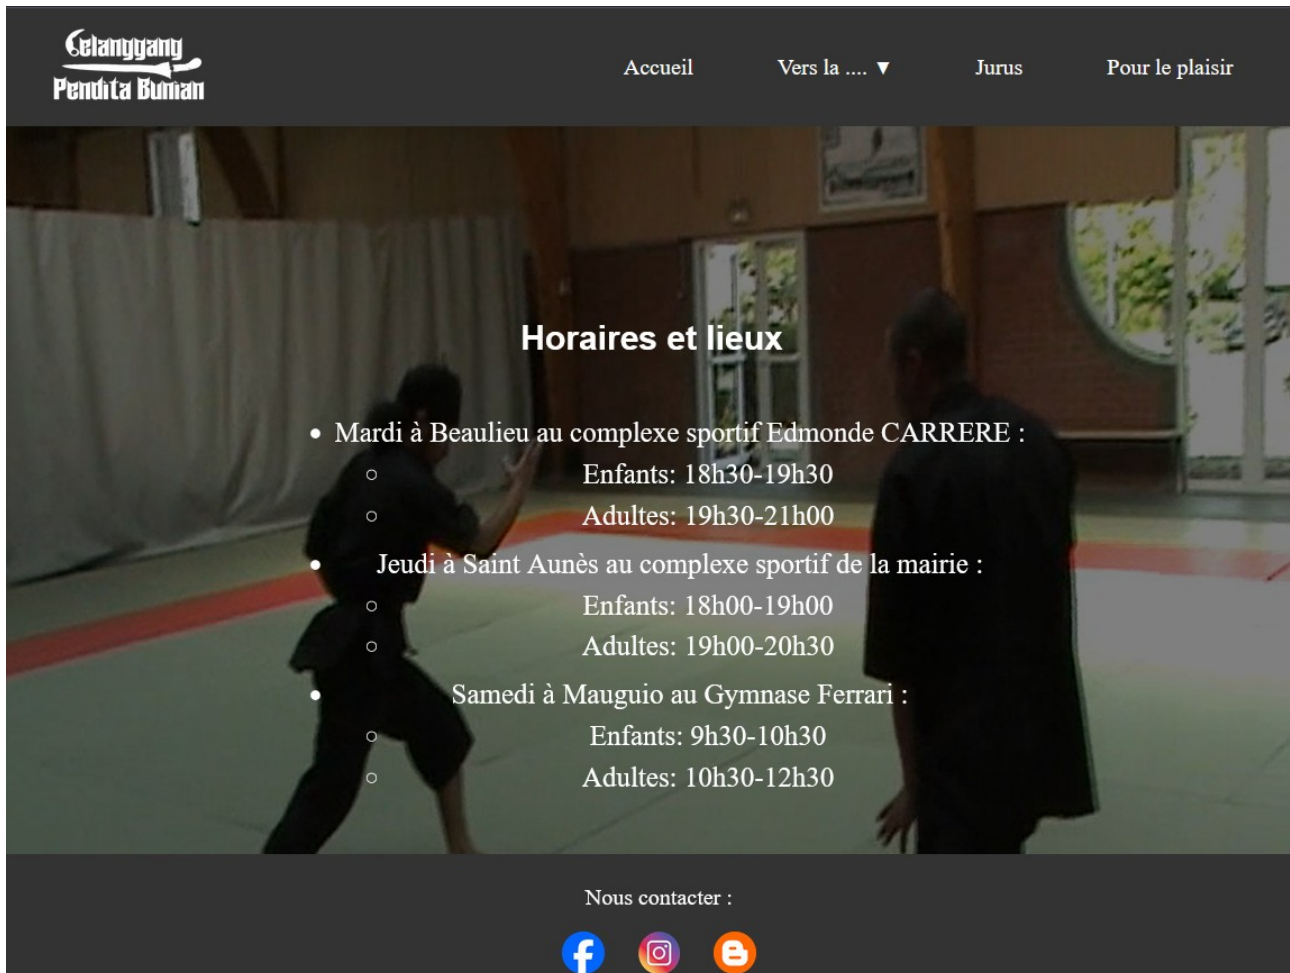 Gelanggang
Pendita Bunian
Accueil
Vers la .... ▼
Jurus
Pour le plaisir
Horaires et lieux
• Mardi à Beaulieu au complexe sportif Edmonde CARRERE :
○ Enfants: 18h30-19h30
○ Adultes: 19h30-21h00
• Jeudi à Saint Aunès au complexe sportif de la mairie :
○ Enfants: 18h00-19h00
○ Adultes: 19h00-20h30
• Samedi à Mauguio au Gymnase Ferrari :
○ Enfants: 9h30-10h30
○ Adultes: 10h30-12h30
Nous contacter :